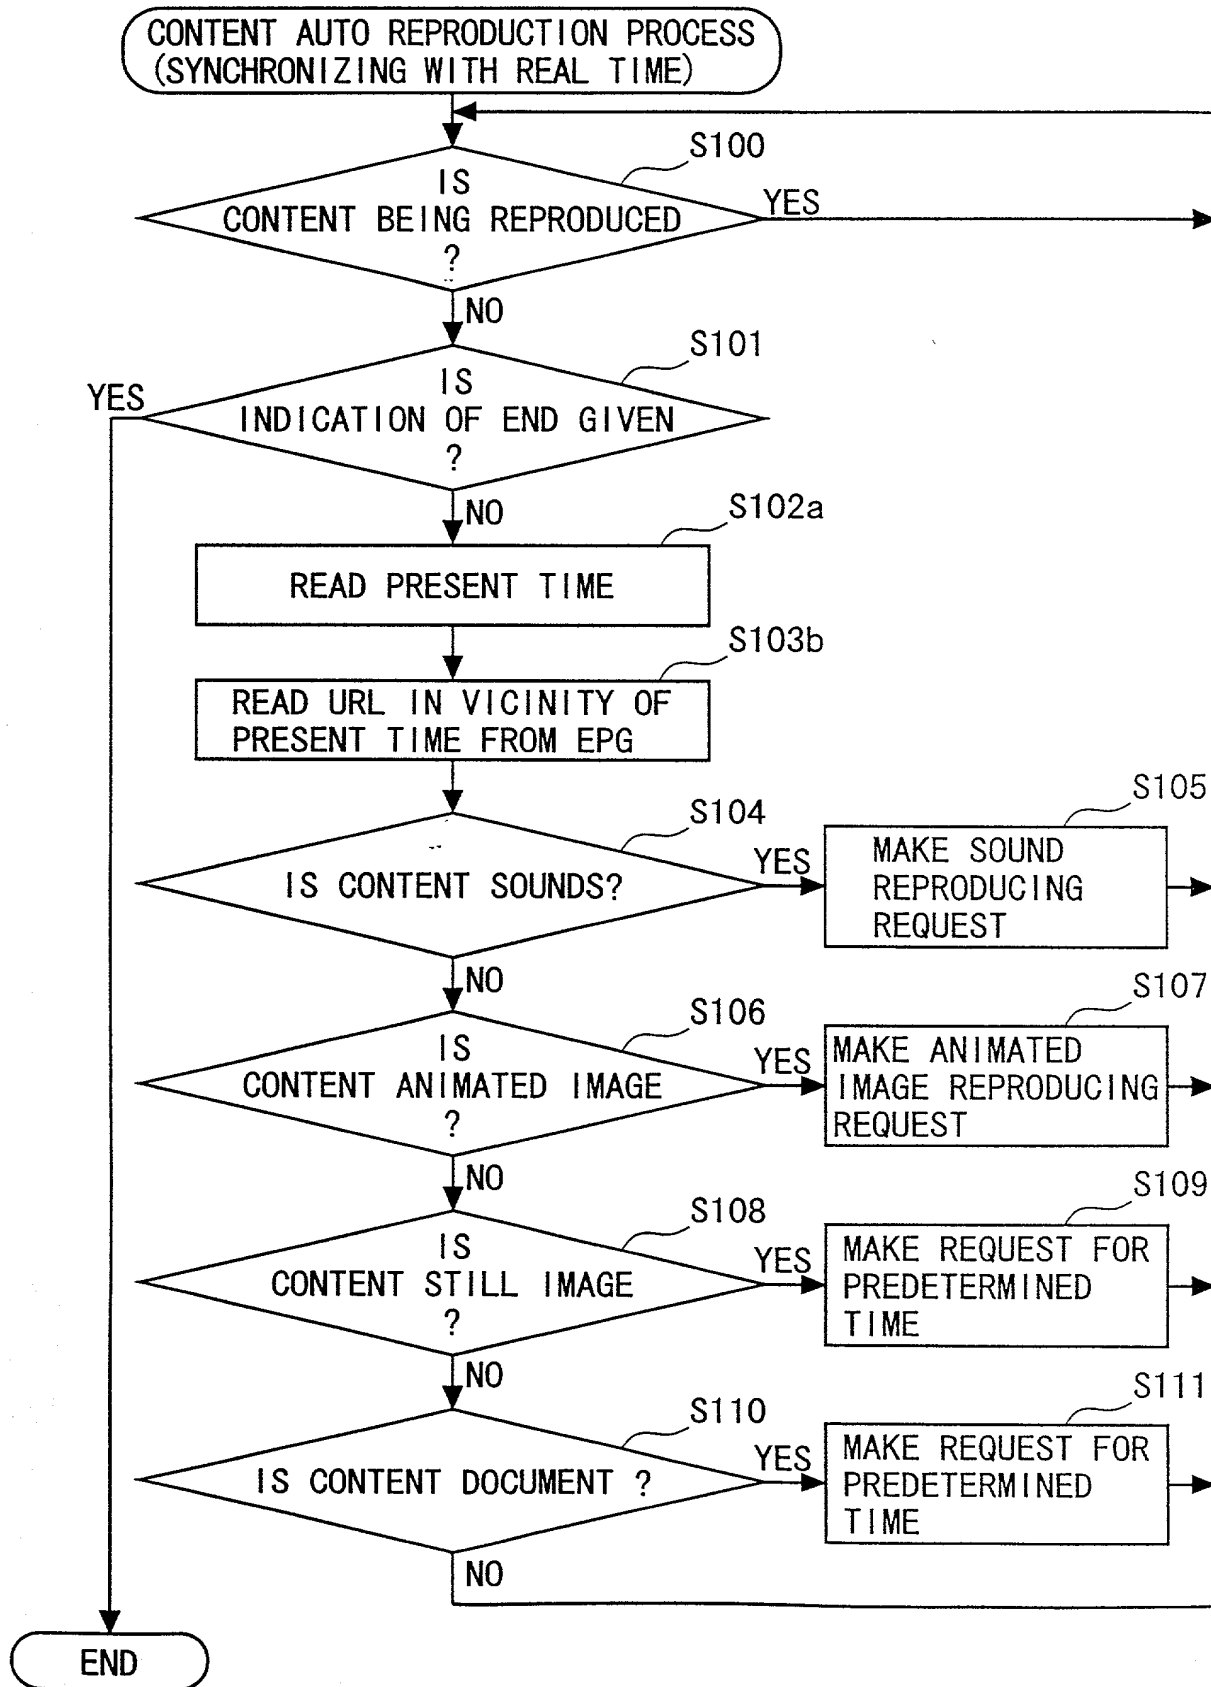 CONTENT AUTO REPRODUCTION PROCESS
(SYNCHRONIZING WITH REAL TIME)
S100
IS
CONTENT BEING REPRODUCED
?
YES
NO
S101
IS
INDICATION OF END GIVEN
?
YES
NO
S102a
READ PRESENT TIME
S103b
READ URL IN VICINITY OF
PRESENT TIME FROM EPG
S104
IS CONTENT SOUNDS?
YES
S105
MAKE SOUND
REPRODUCING
REQUEST
NO
S106
IS
CONTENT ANIMATED IMAGE
?
YES
S107
MAKE ANIMATED
IMAGE REPRODUCING
REQUEST
NO
S108
IS
CONTENT STILL IMAGE
?
YES
S109
MAKE REQUEST FOR
PREDETERMINED
TIME
NO
S110
IS CONTENT DOCUMENT ?
YES
S111
MAKE REQUEST FOR
PREDETERMINED
TIME
NO
END